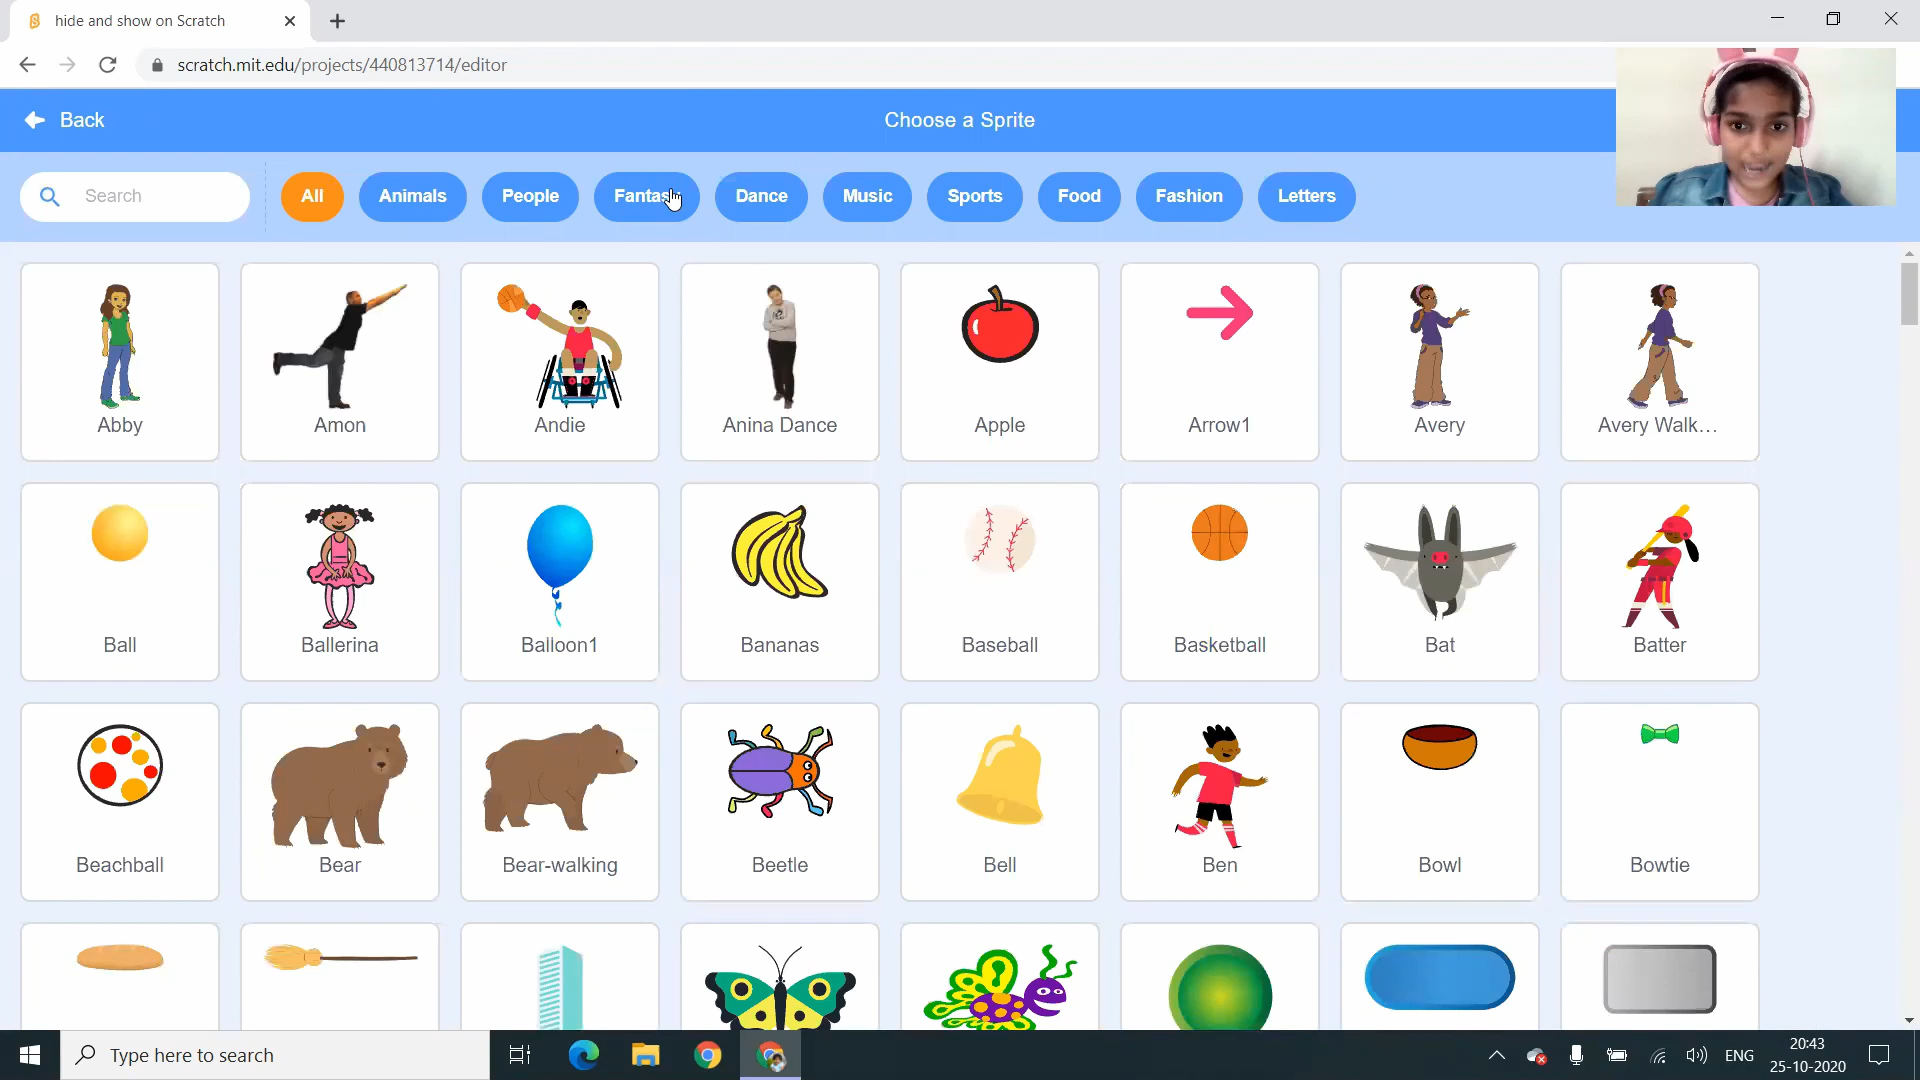 hide and show on Scratch
scratch.mit.edu/projects/440813714/editor
Back
Choose a Sprite
Search
All
Animals
People
Fantas
Dance
Music
Sports
Food
Fashion
Letters
Abby
Amon
Andie
Anina Dance
Apple
Arrow1
Avery
Avery Walk...
Ball
Ballerina
Balloon1
Bananas
Baseball
Basketball
Bat
Batter
Beachball
Bear
Bear-walking
Beetle
Bell
Ben
Bowl
Bowtie
Type here to search
ENG
20:43
25-10-2020